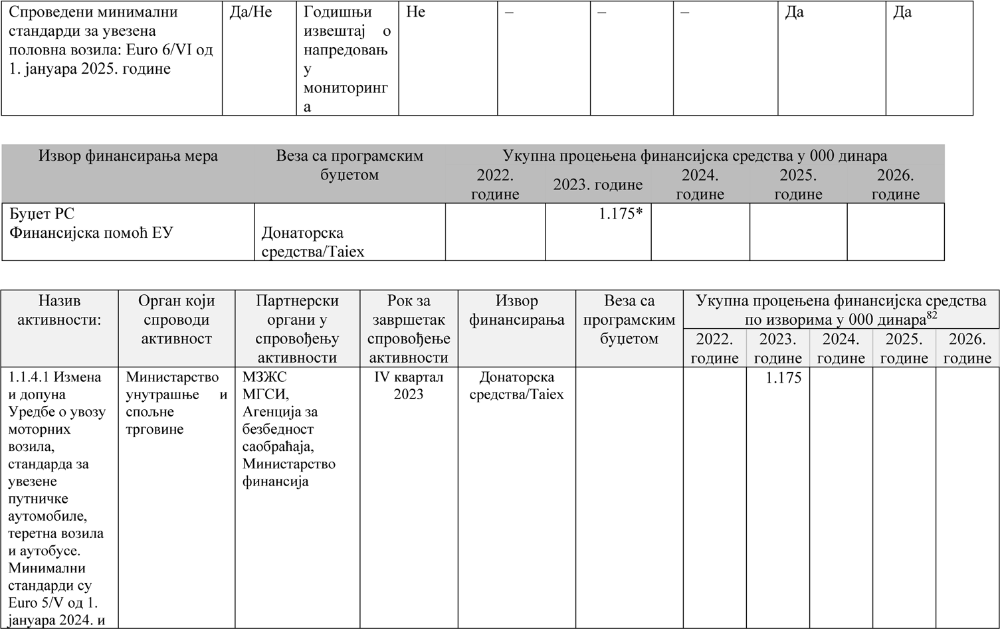 Спроведени минимални
стандарди за увезена
половна возила: Euro 6/VI од
1. јануара 2025. године
Да/Не
Годишњи
извештај о
напредовањ
у
мониторинг
а
Не
–
–
–
Да
Да
Извор финансирања мера
Веза са програмским
буџетом
Укупна процењена финансијска средства у 000 динара
2022.
године
2023. године
2024.
године
2025.
године
2026.
године
Буџет РС
Финансијска помоћ ЕУ
Донаторска
средства/Taiex
1.175*
Назив
активности:
Орган који
спроводи
активност
Партнерски
органи у
спровођењу
активности
Рок за
завршетак
спровођење
активности
Извор
финансирања
Веза са
програмским
буџетом
Укупна процењена финансијска средства
по изворима у 000 динара82
2022.
године
2023.
године
2024.
године
2025.
године
2026.
године
1.1.4.1 Измена
и допуна
Уредбе о увозу
моторних
возила,
стандарда за
увезене
путничке
аутомобиле,
теретна возила
и аутобусе.
Минимални
стандарди су
Euro 5/V од 1.
јануара 2024. и
Министарство
унутрашње и
спољне
трговине
МЗЖС
МГСИ,
Агенција за
безбедност
саобраћаја,
Министарство
финансија
IV квартал
2023
Донаторска
средства/Taiex
1.175